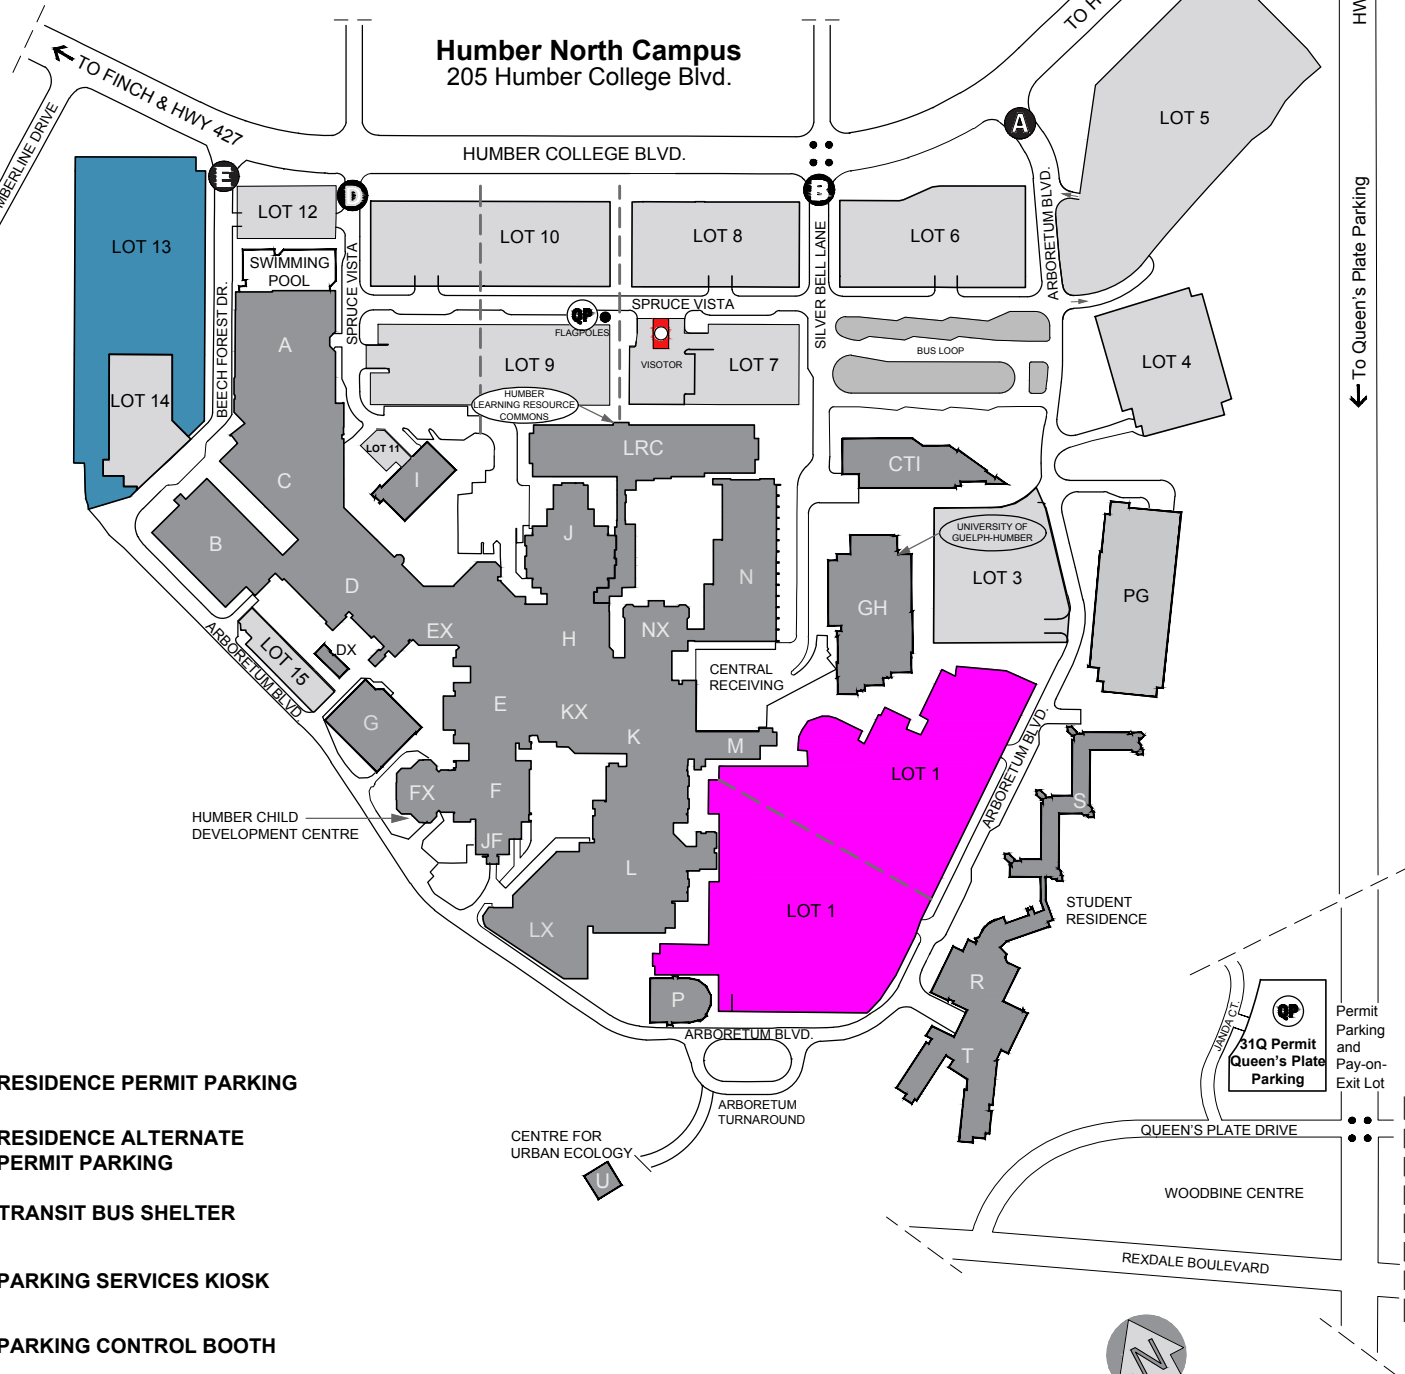 Humber North Campus
205 Humber College Blvd.
TO FINCH & HWY 427
HUMBER COLLEGE BLVD.
A
LOT 5
E
D
B
LOT 12
LOT 13
LOT 10
LOT 8
LOT 6
SWIMMING
POOL
BEECH FOREST DR.
SPRUCE VISTA
SPRUCE VISTA
SILVER BELL LANE
ARBORETUM BLVD.
To Queen's Plate Parking
QP
FLAGPOLES
VISOTOR
A
LOT 9
LOT 7
BUS LOOP
LOT 4
LOT 14
HUMBER
LEARNING RESOURCE
COMMONS
LOT 11
LRC
I
CTI
C
J
UNIVERSITY OF
GUELPH-HUMBER
B
D
N
LOT 3
GH
PG
EX
H
NX
DX
LOT 15
ARBORETUM BLVD.
CENTRAL
RECEIVING
G
E
KX
K
M
LOT 1
ARBORETUM BLVD.
FX
F
S
HUMBER CHILD
DEVELOPMENT CENTRE
JF
L
LX
LOT 1
STUDENT
RESIDENCE
P
R
T
ARBORETUM BLVD.
ARBORETUM
TURNAROUND
CENTRE FOR
URBAN ECOLOGY
U
JANDA CT.
QP
31Q Permit
Queen's Plate
Parking
Permit
Parking
and
Pay-on-
Exit Lot
QUEEN'S PLATE DRIVE
WOODBINE CENTRE
REXDALE BOULEVARD
RESIDENCE PERMIT PARKING
RESIDENCE ALTERNATE
PERMIT PARKING
TRANSIT BUS SHELTER
PARKING SERVICES KIOSK
PARKING CONTROL BOOTH
N